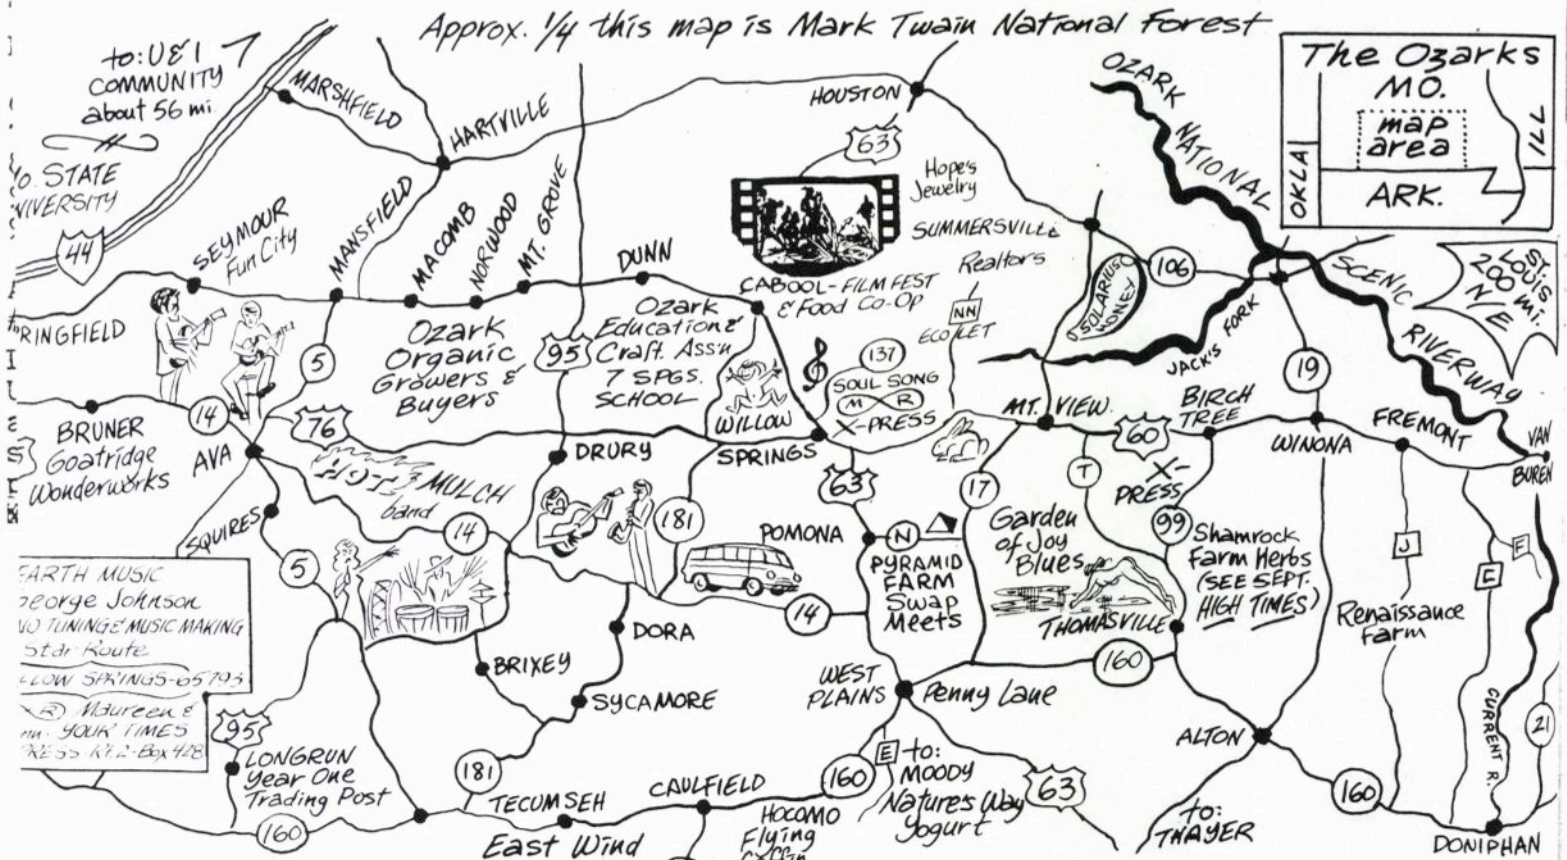 Approx. 1/4 this map is Mark Twain National Forest
to: U & I
COMMUNITY
about 56 mi.
STATE
44
MARSHFIELD
HARTVILLE
HOUSTON
63
Hope's
Jewelry
SUMMERSVILLE
Realtors
OZARK
NATIONAL
SCENIC
RIVERWAY
The Ozarks
MO.
map
area
OKLA
ILL
ARK.
ST.
LOUIS
200 mi.
N/E
SEYMOUR
Fun City
MANSFIELD
MACOMB
NORWOOD
MT. GROVE
DUNN
CABOOL-FILM FEST
& Food Co-Op
NN
SOLARIUS
HONEY
106
JACK'S FORK
19
5
Ozark
Organic
Growers &
Buyers
95
Ozark
Education &
Craft. Ass'n
7 SPGS.
SCHOOL
137
SOUL SONG
M R
X-PRESS
WILLOW
SPRINGS
MT. VIEW
60
BIRCH
TREE
WINONA
FREMONT
VAN
BUREN
14
BRUNER
Goatridge
Wonderworks
AVA
76
DRURY
MULCH
band
63
17
T
X-
PRESS
99
SQUIRES
5
14
181
POMONA
N
PYRAMID
FARM
Swap
Meets
Garden
of Joy
Blues
THOMASVILLE
Shamrock
Farm Herbs
(SEE SEPT.
HIGH TIMES)
J
C
F
Renaissance
Farm
EARTH MUSIC
George Johnson
TUNING & MUSIC MAKING
Star Route
SPRINGS-65793
Maureen &
YOUR TIMES
RT.2-Box 428
14
DORA
BRIXEY
SYCAMORE
WEST
PLAINS
Penny Lane
160
ALTON
CURRENT R.
21
95
LONGRUN
Year One
Trading Post
160
181
TECUMSEH
East Wind
CAULFIELD
HOCOMO
Flying
160
E
to:
MOODY
Nature's Way
Yogurt
63
to:
THAYER
160
DONIPHAN